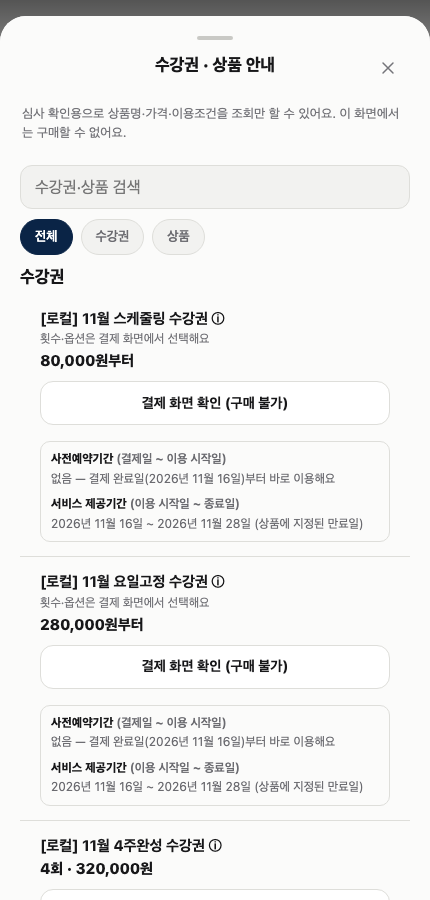 수강권 · 상품 안내
심사 확인용으로 상품명·가격·이용조건을 조회만 할 수 있어요. 이 화면에서
는 구매할 수 없어요.
수강권·상품 검색
전체
수강권
상품
수강권
[로컬] 11월 스케줄링 수강권 ⓘ
횟수·옵션은 결제 화면에서 선택해요
80,000원부터
결제 화면 확인 (구매 불가)
사전예약기간 (결제일 ~ 이용 시작일)
없음 — 결제 완료일(2026년 11월 16일)부터 바로 이용해요
서비스 제공기간 (이용 시작일 ~ 종료일)
2026년 11월 16일 ~ 2026년 11월 28일 (상품에 지정된 만료일)
[로컬] 11월 요일고정 수강권 ⓘ
횟수·옵션은 결제 화면에서 선택해요
280,000원부터
결제 화면 확인 (구매 불가)
사전예약기간 (결제일 ~ 이용 시작일)
없음 — 결제 완료일(2026년 11월 16일)부터 바로 이용해요
서비스 제공기간 (이용 시작일 ~ 종료일)
2026년 11월 16일 ~ 2026년 11월 28일 (상품에 지정된 만료일)
[로컬] 11월 4주완성 수강권 ⓘ
4회 · 320,000원